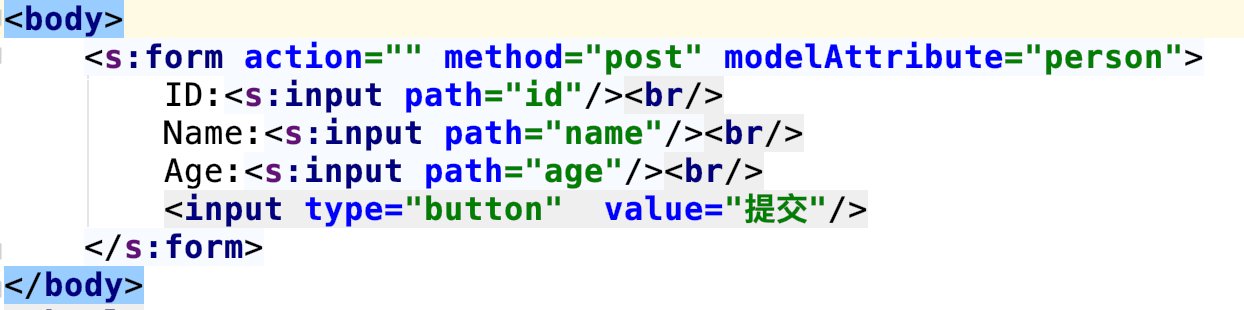 <body>
    <s:form action="" method="post" modelAttribute="person">
        ID:<s:input path="id"/><br/>
        Name:<s:input path="name"/><br/>
        Age:<s:input path="age"/><br/>
        <input type="button"  value="提交"/>
    </s:form>
</body>